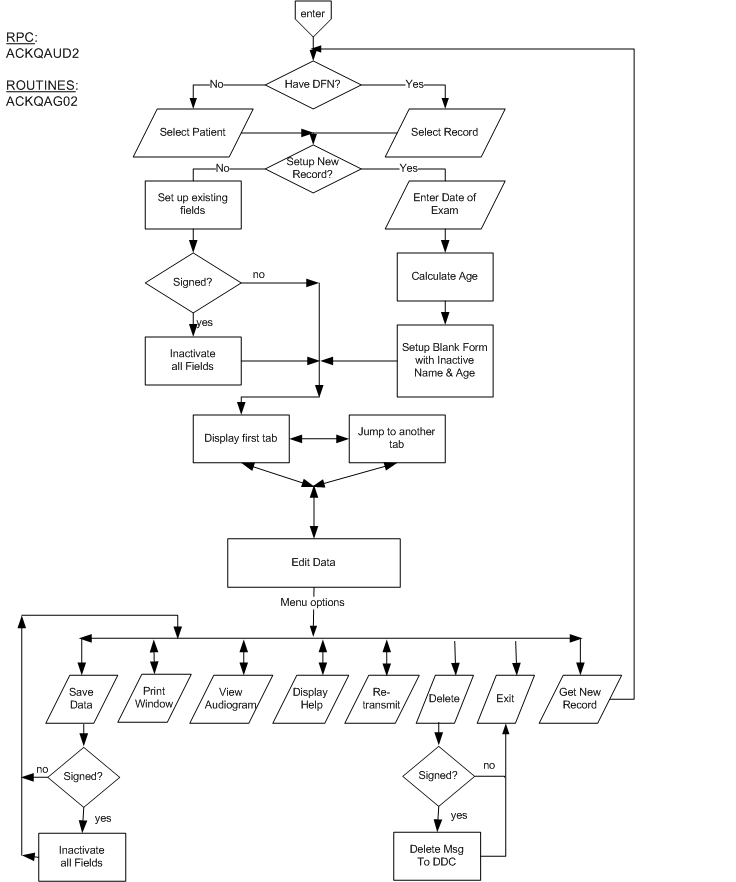 enter
RPC:
ACKQAUD2
ROUTINES:
ACKQAG02
Have DFN?
No
Yes
Select Patient
Select Record
Setup New
Record?
No
Yes
Set up existing
fields
Enter Date of
Exam
Signed?
no
yes
Calculate Age
Inactivate
all Fields
Setup Blank Form
with Inactive
Name & Age
Display first tab
Jump to another
tab
Edit Data
Menu options
Save
Data
Print
Window
View
Audiogram
Display
Help
Re-
transmit
Delete
Exit
Get New
Record
Signed?
no
yes
Signed?
no
yes
Inactivate
all Fields
Delete Msg
To DDC